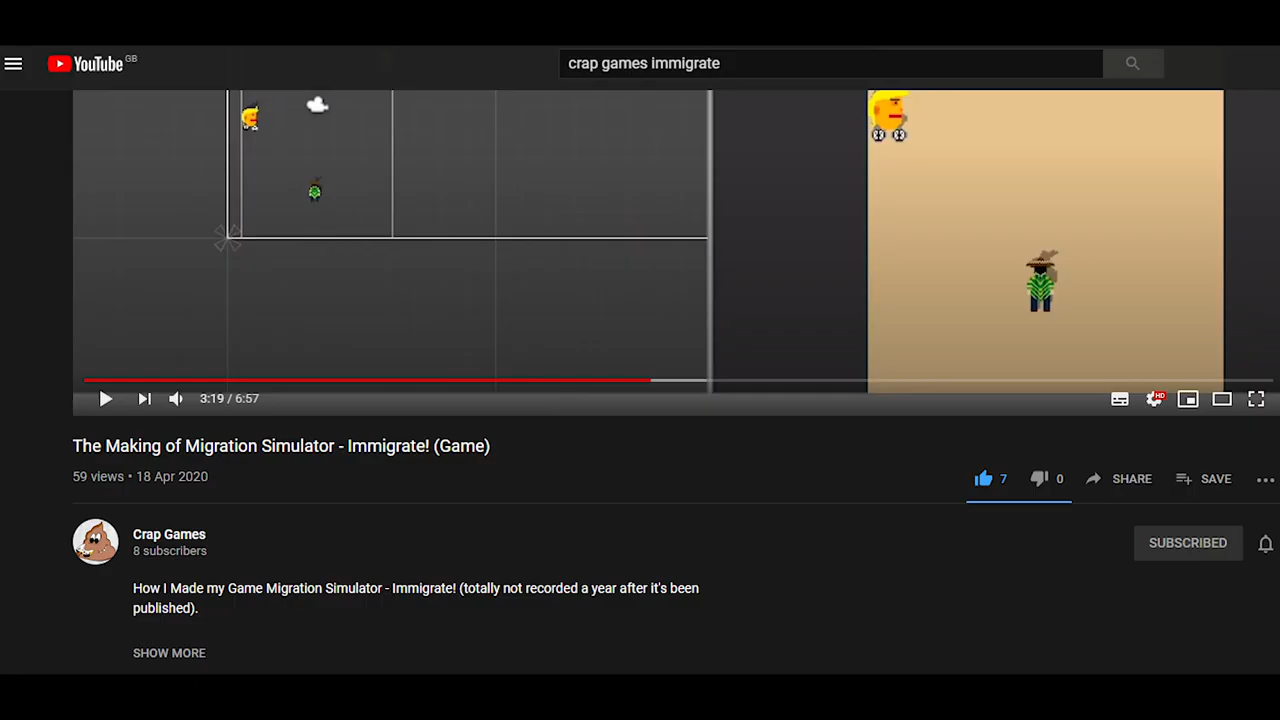 YouTube GB
crap games immigrate
3:19 / 6:57
HD
The Making of Migration Simulator - Immigrate! (Game)
59 views • 18 Apr 2020
7
0
SHARE
SAVE
Crap Games
8 subscribers
SUBSCRIBED
How I Made my Game Migration Simulator - Immigrate! (totally not recorded a year after it's been
published).
SHOW MORE